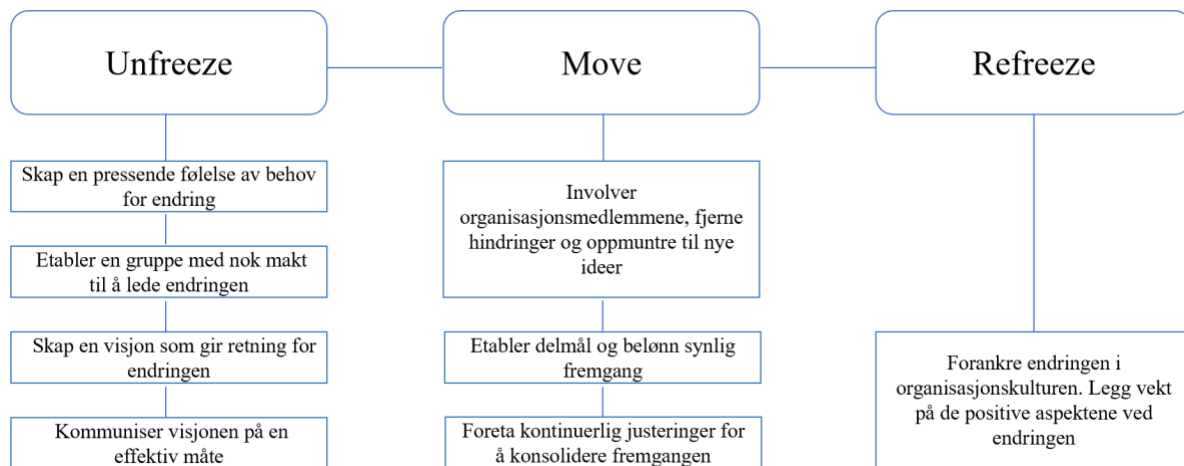 Unfreeze
Move
Refreeze
Skap en pressende følelse av behov
for endring
Etabler en gruppe med nok makt
til å lede endringen
Skap en visjon som gir retning for
endringen
Kommuniser visjonen på en
effektiv måte
Involver
organisasjonsmedlemmene, fjerne
hindringer og oppmuntre til nye
ideer
Etabler delmål og belønn synlig
fremgang
Foreta kontinuerlig justeringer for
å konsolidere fremgangen
Forankre endringen i
organisasjonskulturen. Legg vekt
på de positive aspektene ved
endringen